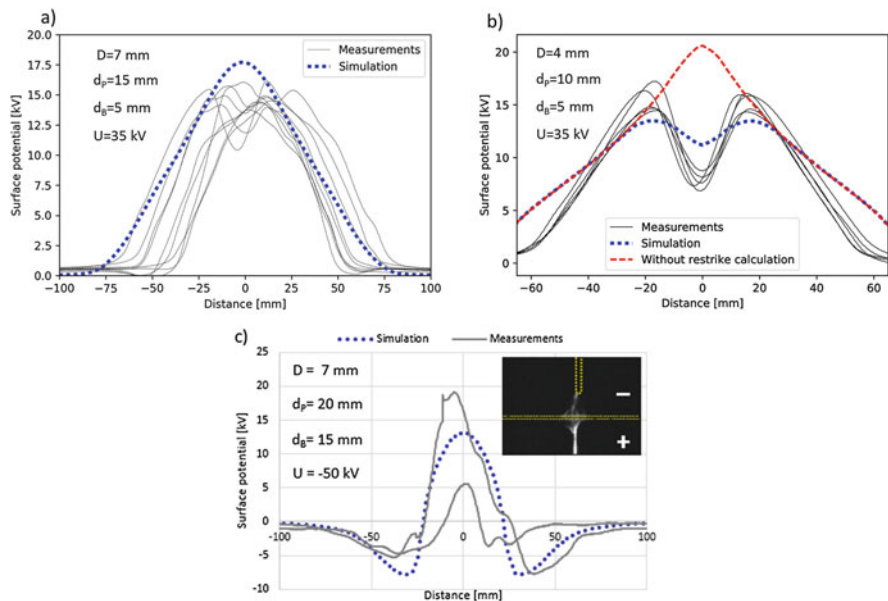 a)
20.0
17.5
15.0
12.5
10.0
7.5
5.0
2.5
0.0
Surface potential [kV]
D=7 mm
dP=15 mm
dB=5 mm
U=35 kV
Measurements
Simulation
-100 -75 -50 -25 0 25 50 75 100
Distance [mm]
b)
20
15
10
5
0
Surface potential [kV]
D=4 mm
dP=10 mm
dB=5 mm
U=35 kV
Measurements
Simulation
Without restrike calculation
-60 -40 -20 0 20 40 60
Distance [mm]
c)
Simulation Measurements
25
20
15
10
5
0
-5
-10
Surface potential [kV]
D = 7 mm
dP= 20 mm
dB= 15 mm
U = -50 kV
−
+
-100 -50 0 50 100
Distance [mm]